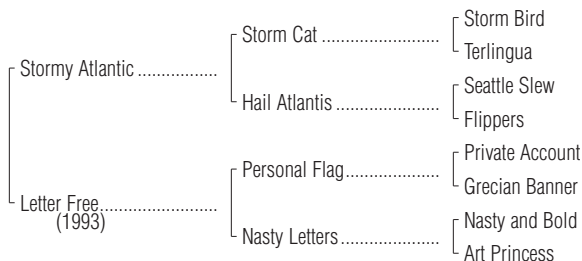 Storm Bird
Storm Cat ........................
Terlingua
Stormy Atlantic ................
Seattle Slew
Hail Atlantis .....................
Flippers
Private Account
Personal Flag...................
Grecian Banner
Letter Free........................
(1993)
Nasty and Bold
Nasty Letters....................
Art Princess